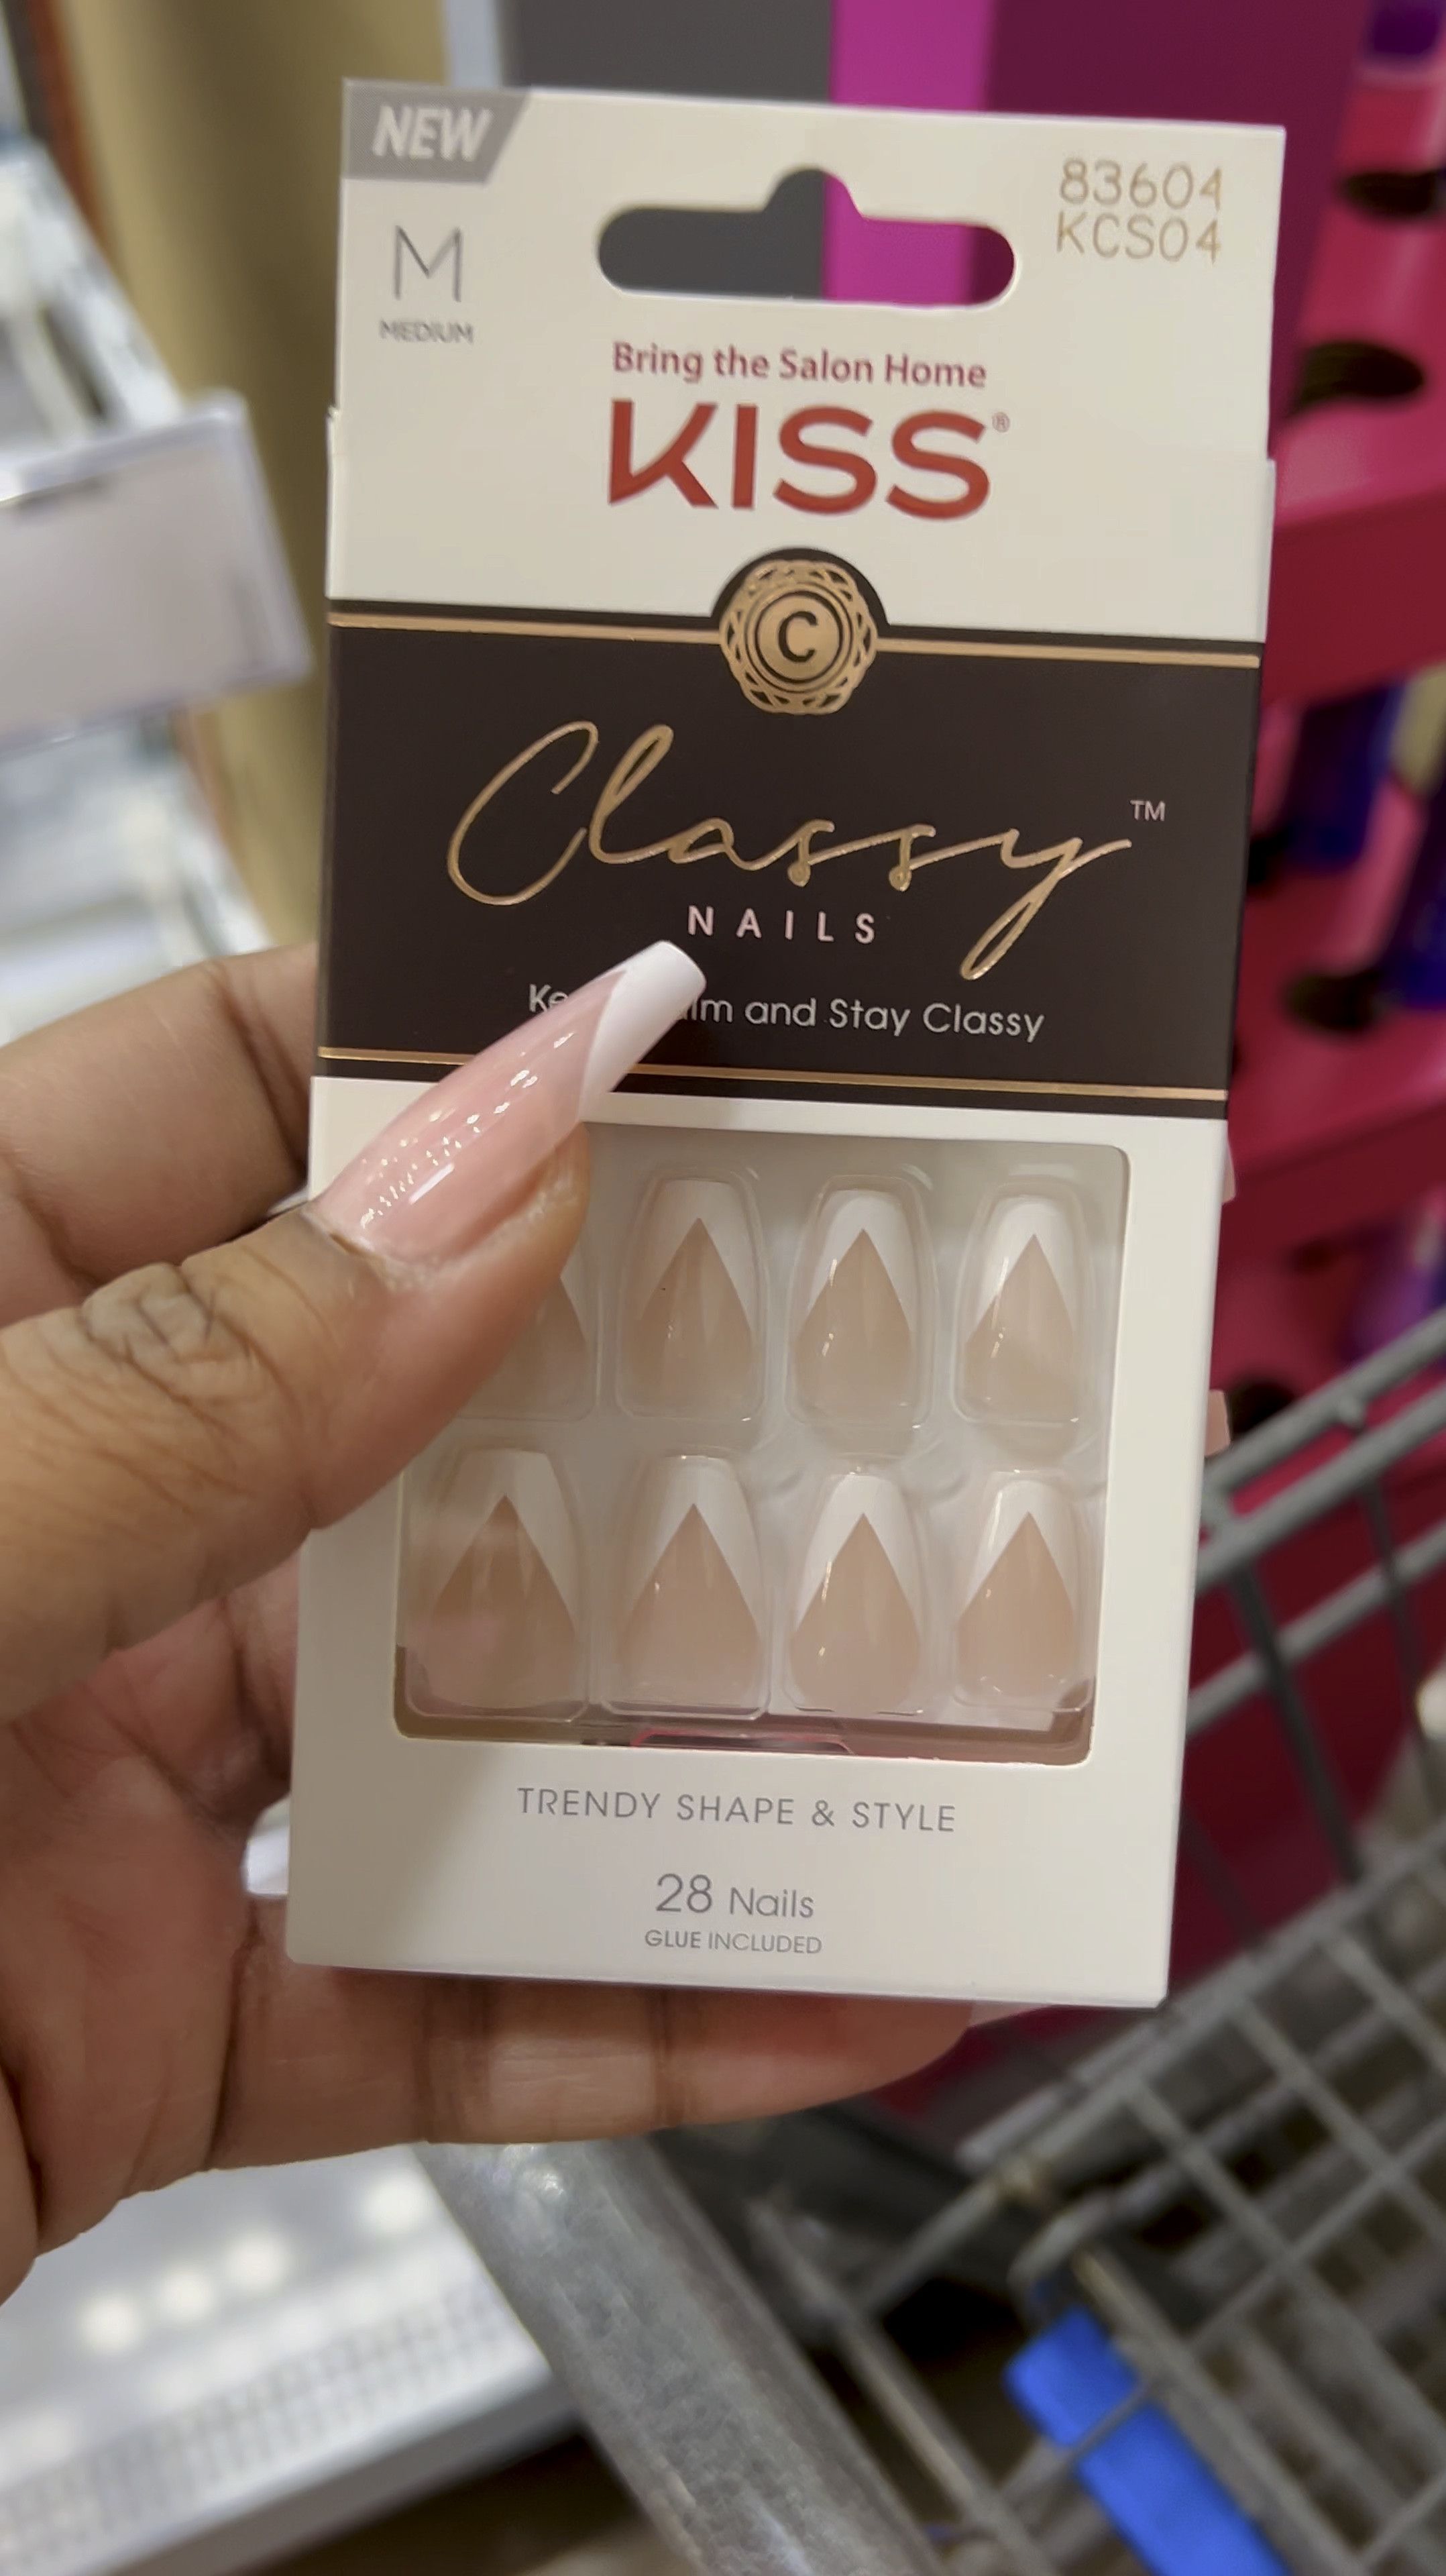 NEW
83604
KCS04
M
MEDIUM
Bring the Salon Home
KISS®
C
Classy™
NAILS
and Stay Classy
TRENDY SHAPE & STYLE
28 Nails
GLUE INCLUDED